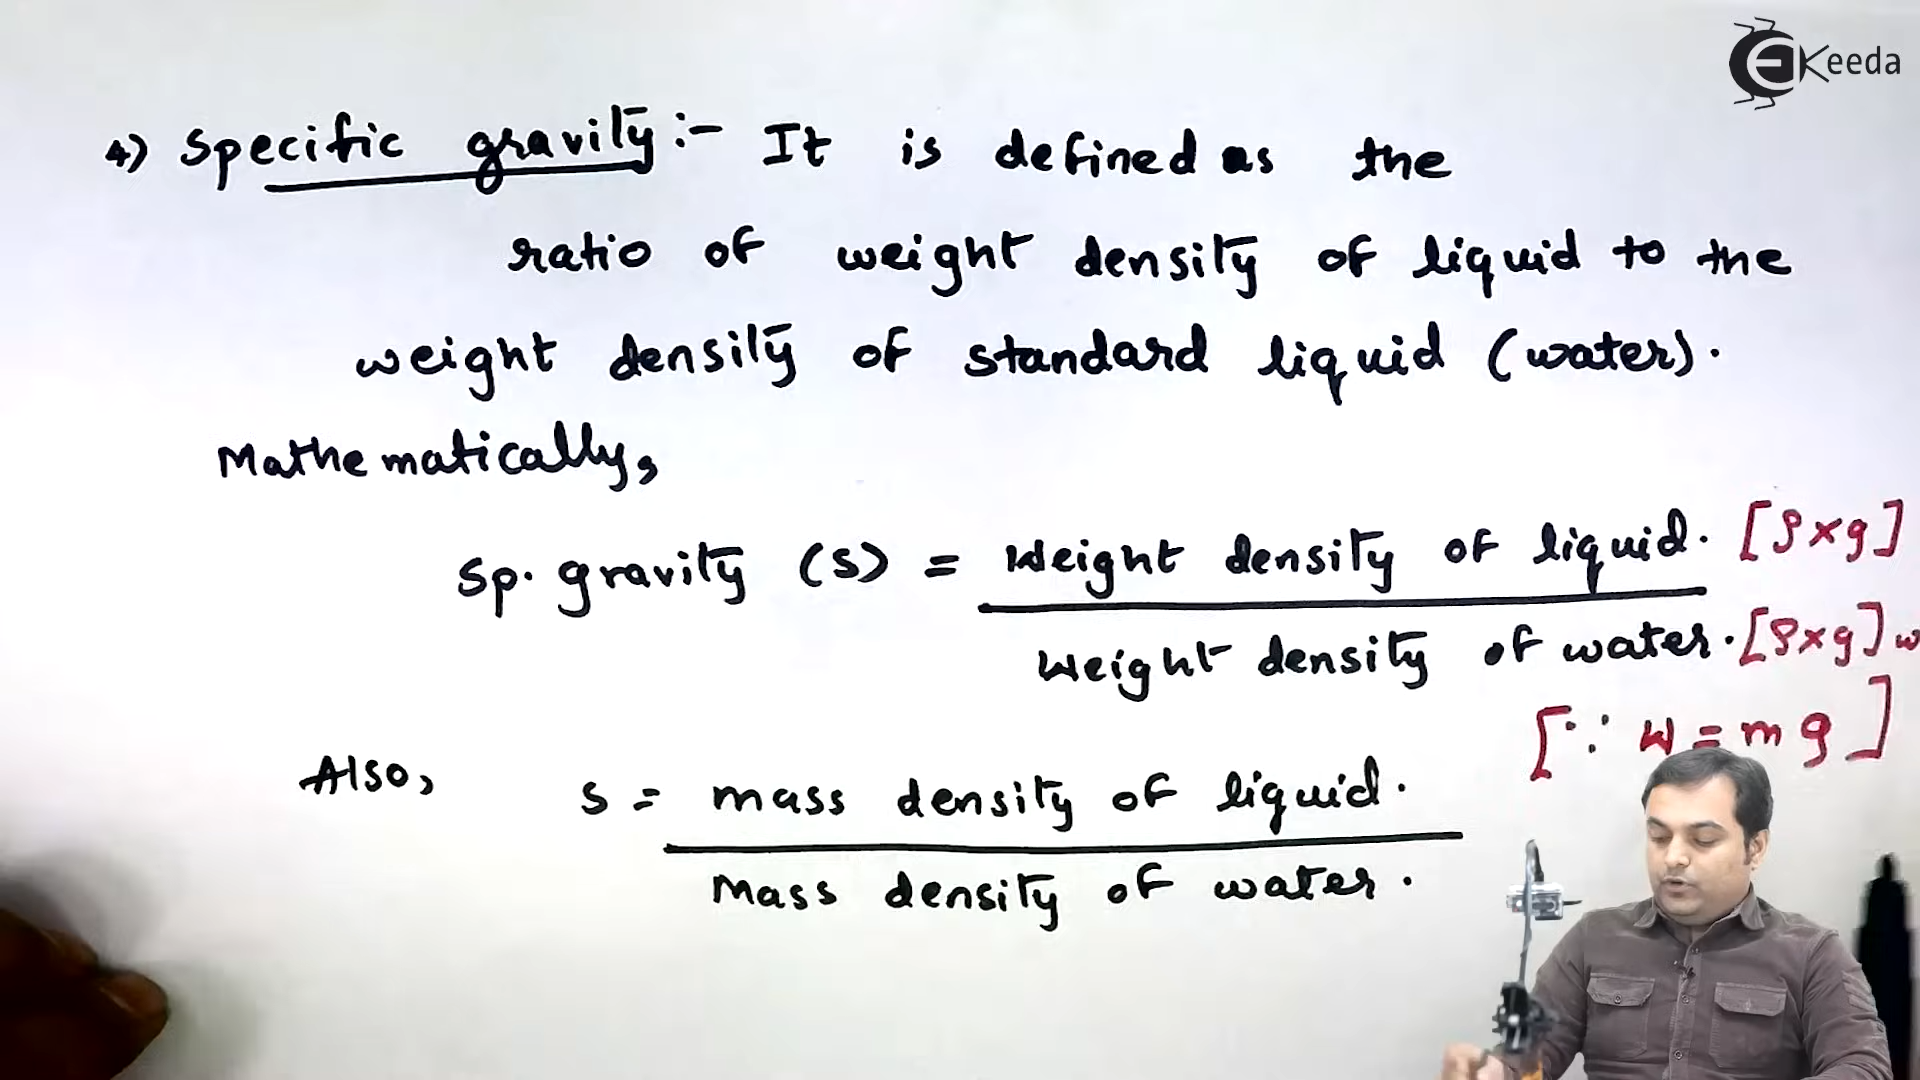 EKeeda
4) Specific gravity :- It is defined as the
ratio of weight density of liquid to the
weight density of standard liquid (water).
Mathematically,
Sp. gravity (S) = Weight density of liquid. [ρ×g]
Weight density of water. [ρ×g]w
[∵ W = mg]
Also, S = mass density of liquid.
Mass density of water.